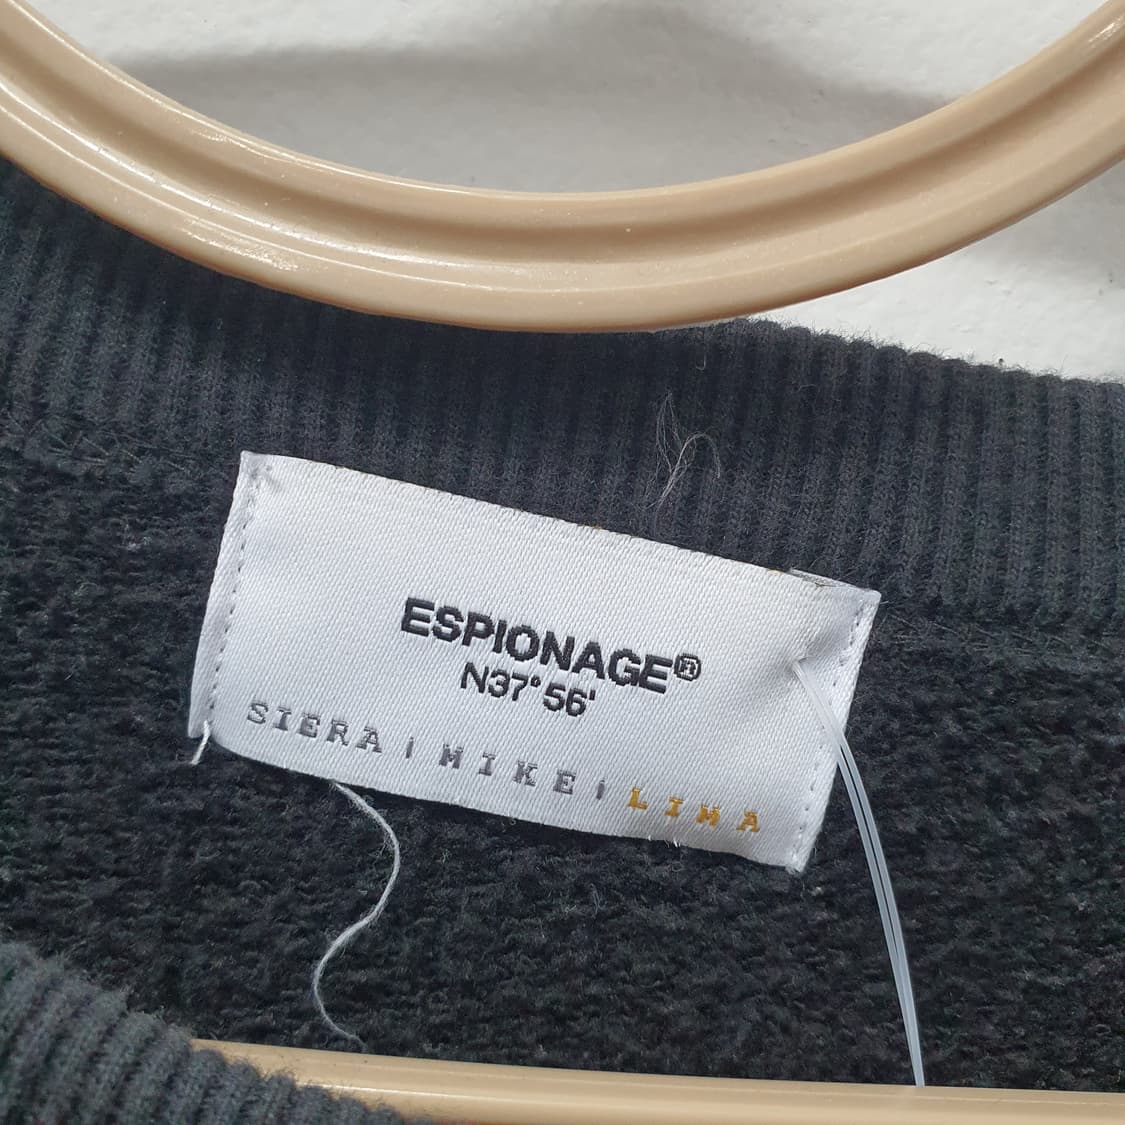 ESPIONAGE®
N37°56'
SIERA | MIKE | LIMA